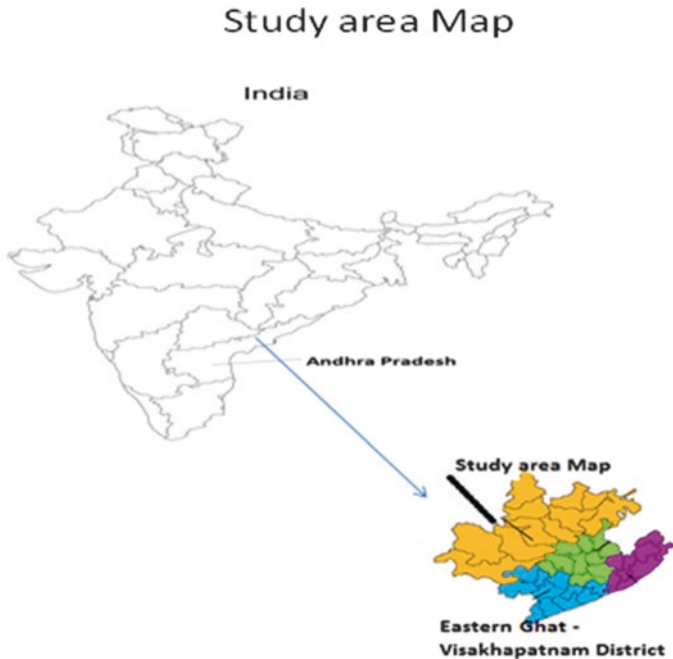 Study area Map
India
Andhra Pradesh
Study area Map
Eastern Ghat -
Visakhapatnam District